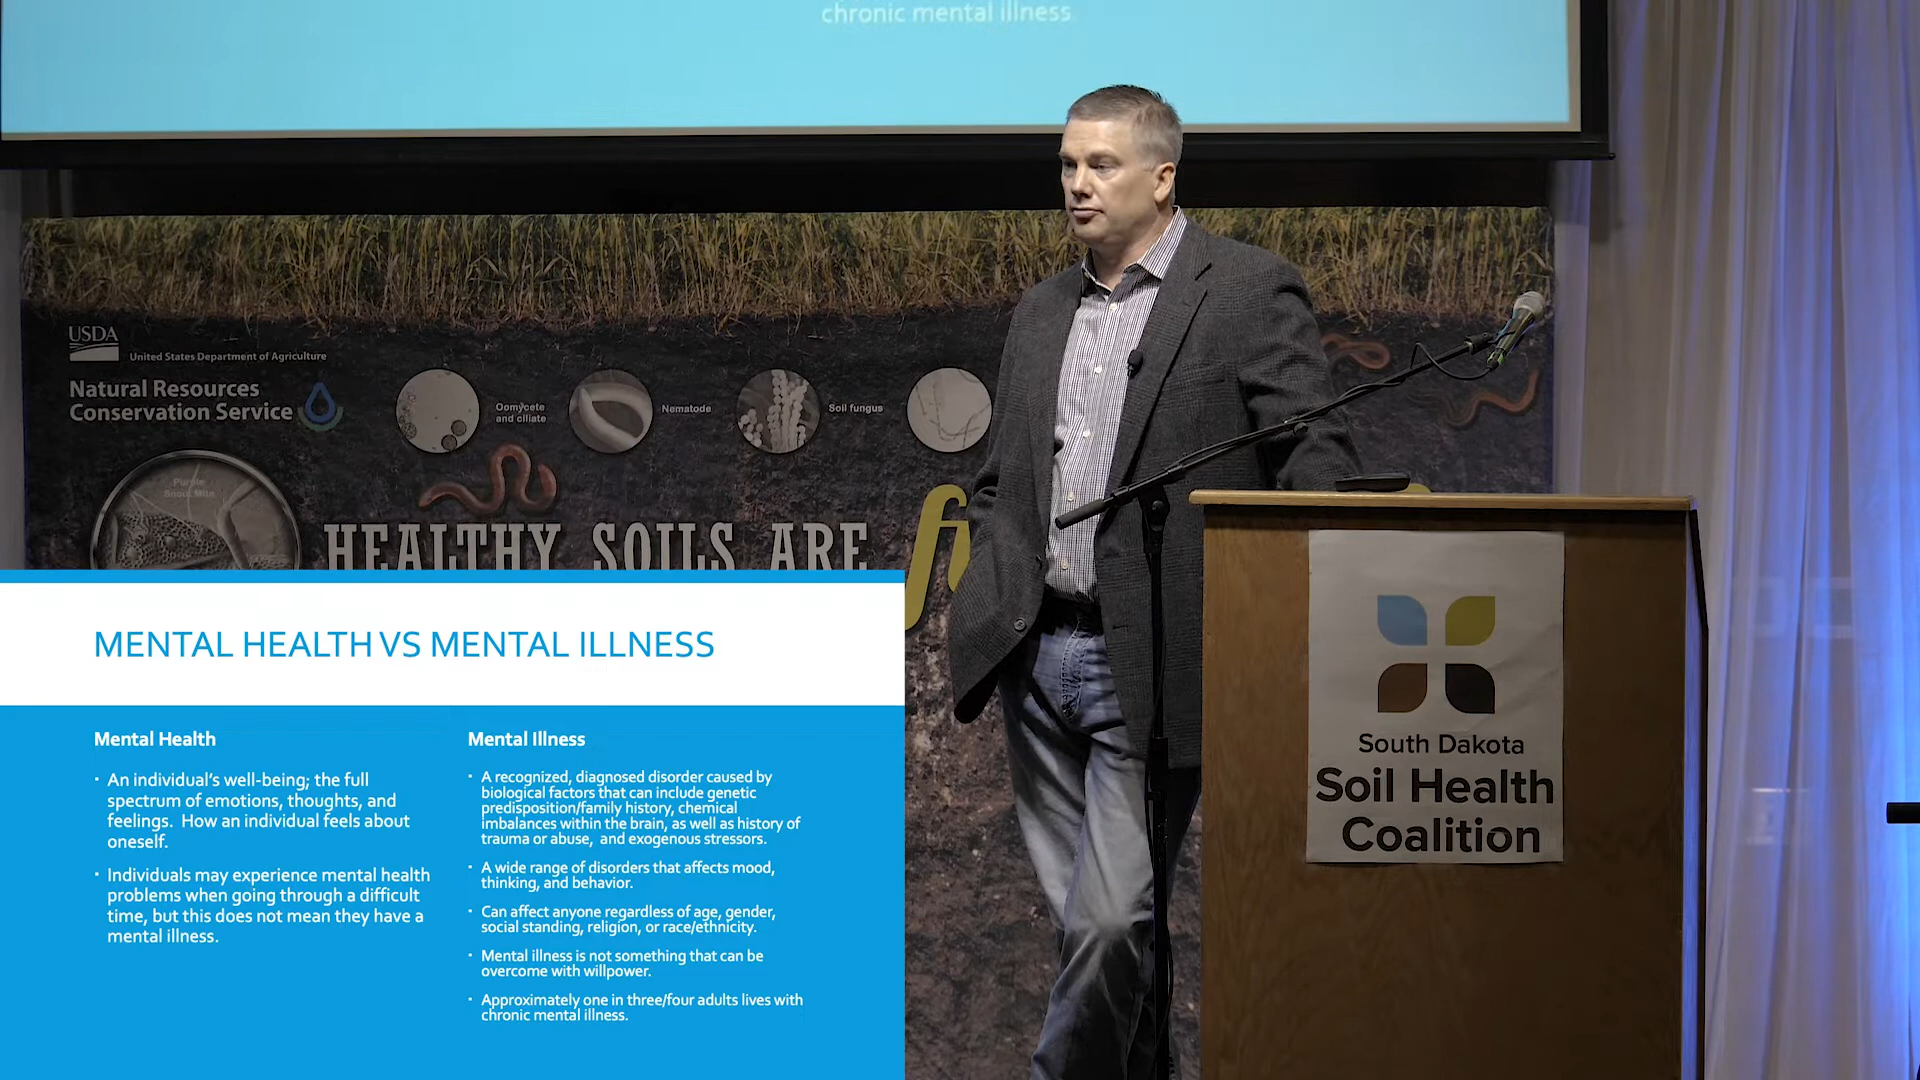 chronic mental illness.
USDA
United States Department of Agriculture
Natural Resources
Conservation Service
Oomycete
and ciliate
Nematode
Soil fungus
Purple
Snout Mite
HEALTHY SOILS ARE
MENTAL HEALTH VS MENTAL ILLNESS
Mental Health
· An individual's well-being; the full
spectrum of emotions, thoughts, and
feelings. How an individual feels about
oneself.
· Individuals may experience mental health
problems when going through a difficult
time, but this does not mean they have a
mental illness.
Mental Illness
· A recognized, diagnosed disorder caused by
biological factors that can include genetic
predisposition/family history, chemical
imbalances within the brain, as well as history of
trauma or abuse, and exogenous stressors.
· A wide range of disorders that affects mood,
thinking, and behavior.
· Can affect anyone regardless of age, gender,
social standing, religion, or race/ethnicity.
· Mental illness is not something that can be
overcome with willpower.
· Approximately one in three/four adults lives with
chronic mental illness.
South Dakota
Soil Health
Coalition